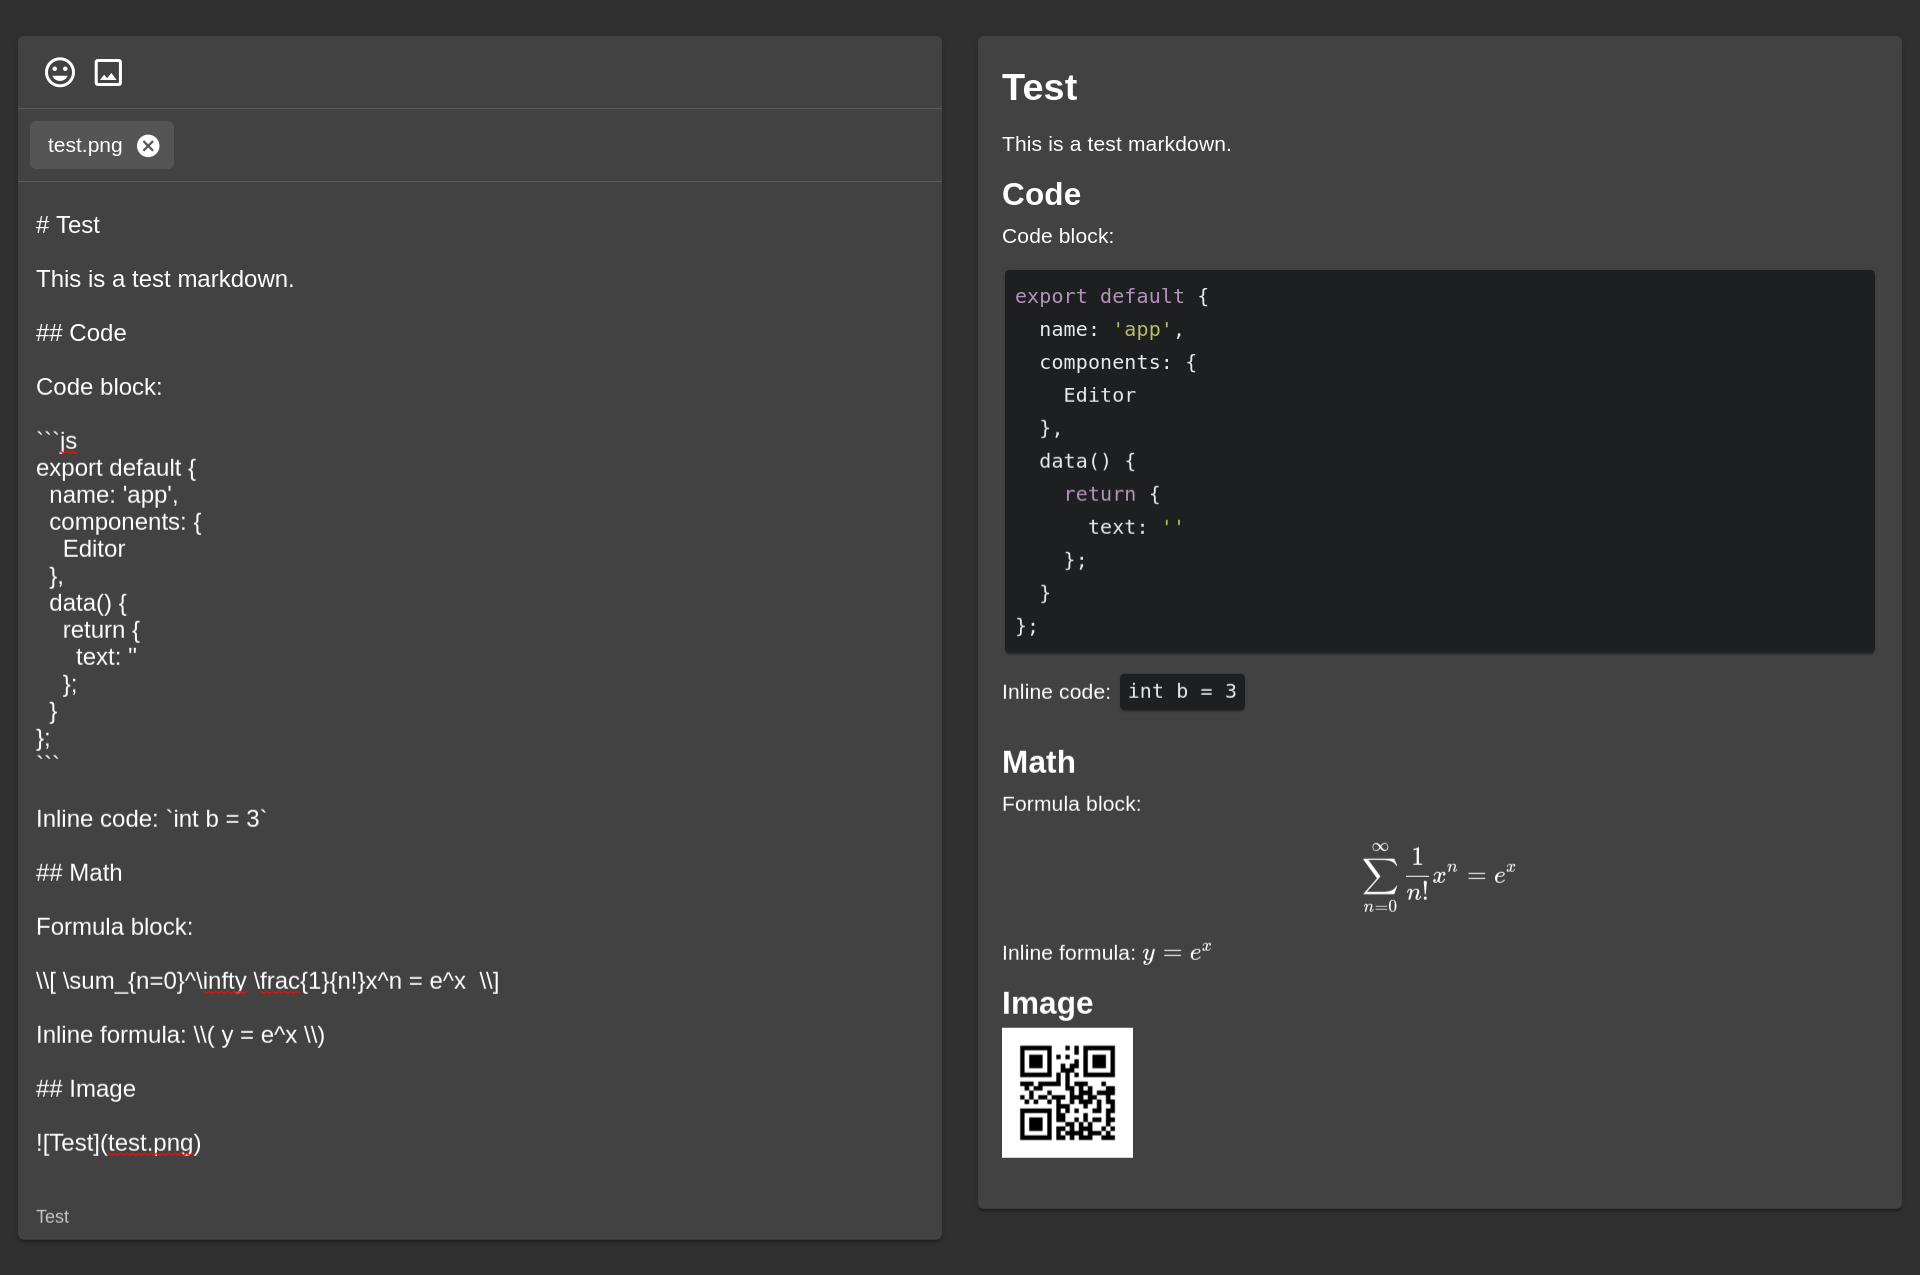 test.png
# Test
This is a test markdown.
## Code
Code block:
```js
export default {
  name: 'app',
  components: {
    Editor
  },
  data() {
    return {
      text: ''
    };
  }
};
```
Inline code: `int b = 3`
## Math
Formula block:
\\[ \sum_{n=0}^\infty \frac{1}{n!}x^n = e^x  \\]
Inline formula: \\( y = e^x \\)
## Image
![Test](test.png)
Test
Test
This is a test markdown.
Code
Code block:
export default {
  name: 'app',
  components: {
    Editor
  },
  data() {
    return {
      text: ''
    };
  }
};
Inline code: int b = 3
Math
Formula block:
∑_{n=0}^{∞} 1/n! xⁿ = eˣ
Inline formula: y = eˣ
Image